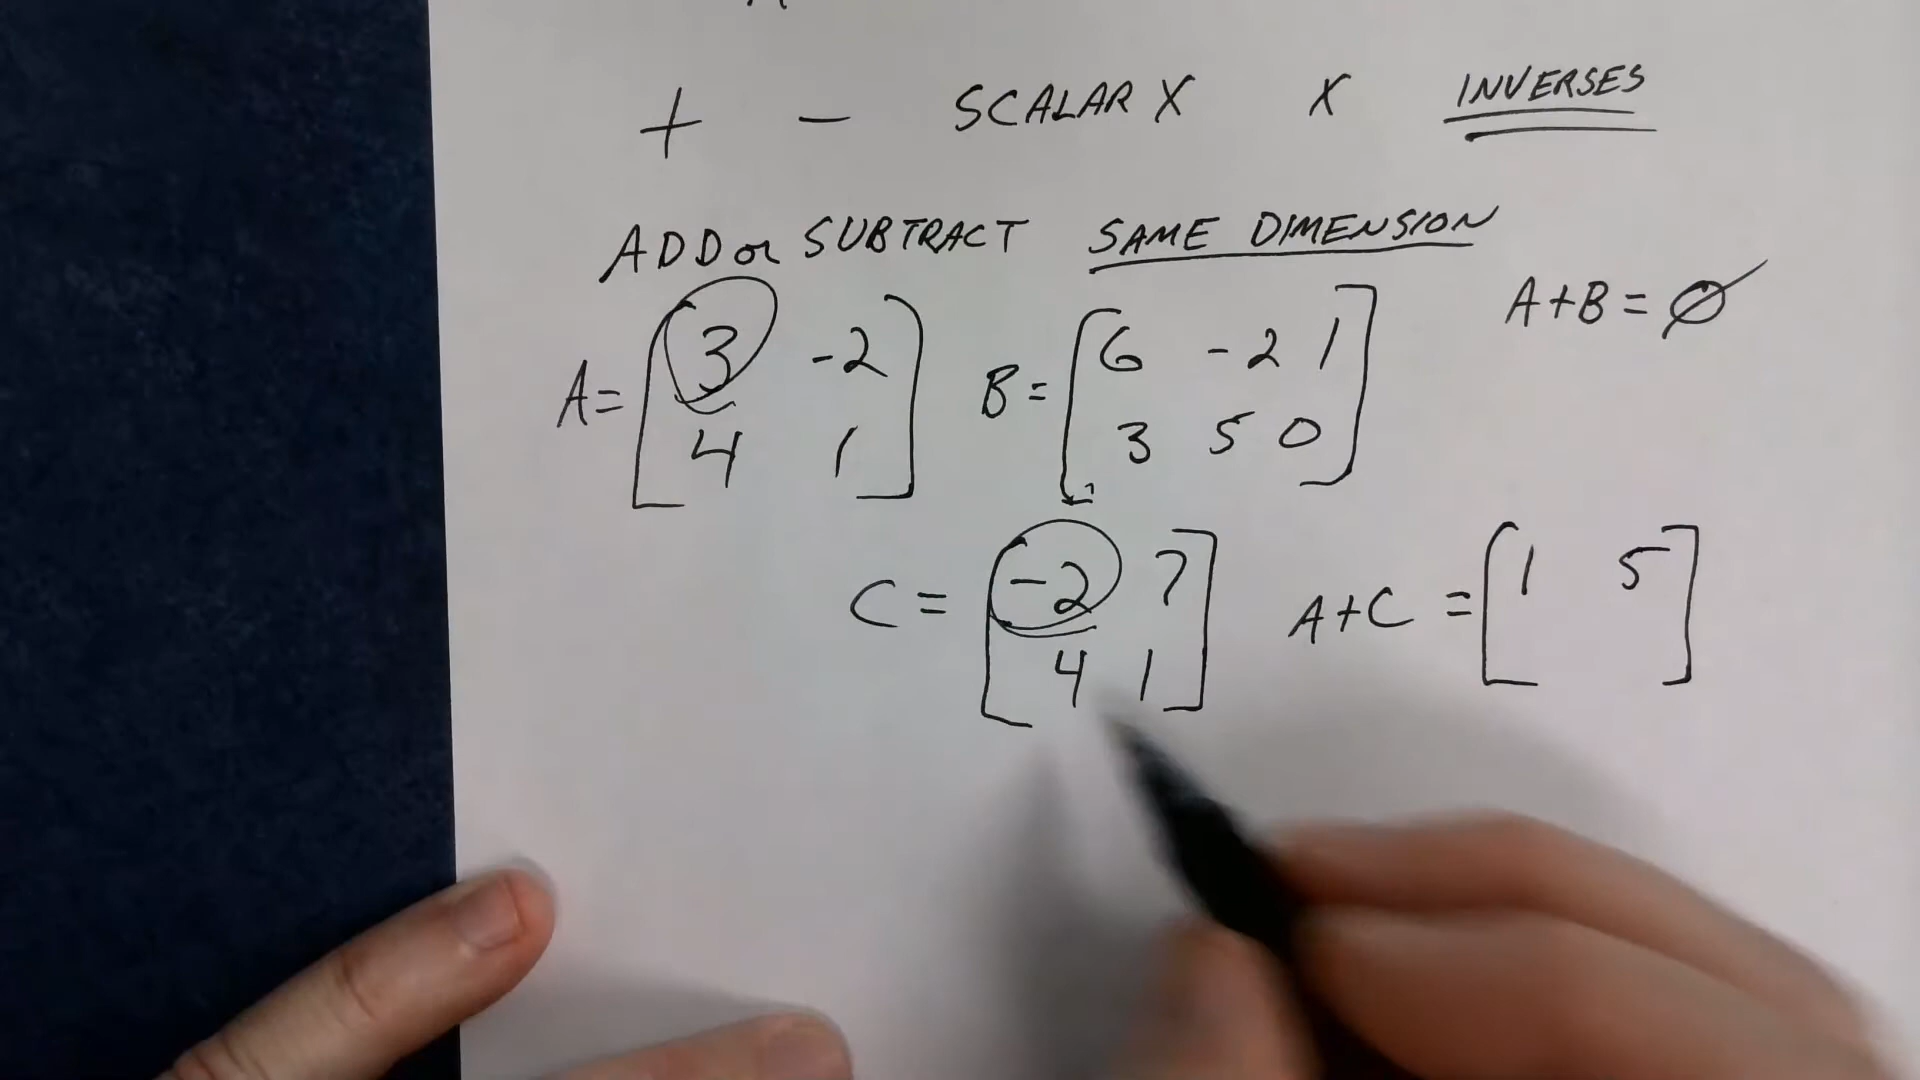 + - SCALAR X X INVERSES
ADD or SUBTRACT SAME DIMENSION
A+B = Ø
A= [3 -2
4 1]
B= [6 -2 1
3 5 0]
C = [-2 7
4 1]
A+C = [1 5]